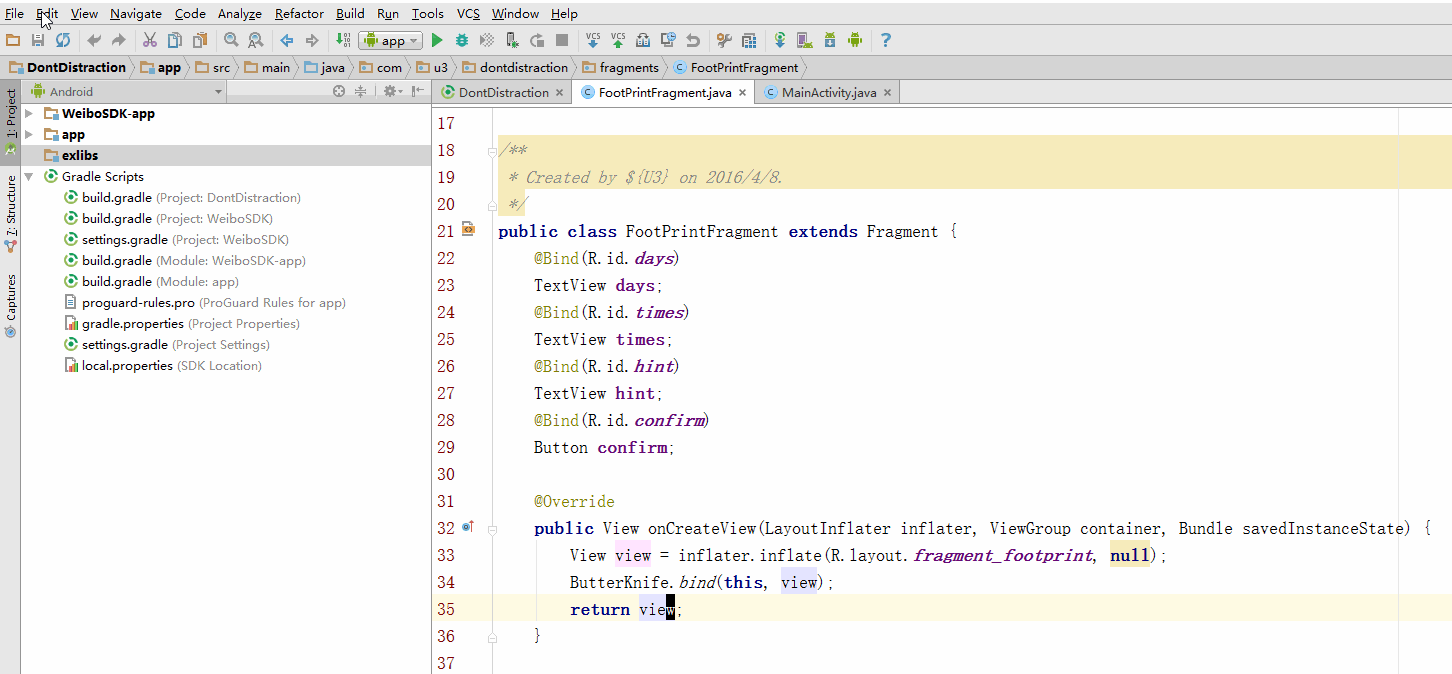 File Edit View Navigate Code Analyze Refactor Build Run Tools VCS Window Help
app VCS VCS ?
DontDistraction app src main java com u3 dontdistraction fragments FootPrintFragment
Android DontDistraction FootPrintFragment.java MainActivity.java
1: Project
Z: Structure
Captures
WeiboSDK-app
app
exlibs
Gradle Scripts
build.gradle (Project: DontDistraction)
build.gradle (Project: WeiboSDK)
settings.gradle (Project: WeiboSDK)
build.gradle (Module: WeiboSDK-app)
build.gradle (Module: app)
proguard-rules.pro (ProGuard Rules for app)
gradle.properties (Project Properties)
settings.gradle (Project Settings)
local.properties (SDK Location)
17
18 /**
19 * Created by ${U3} on 2016/4/8.
20 */
21 public class FootPrintFragment extends Fragment {
22 @Bind(R.id.days)
23 TextView days;
24 @Bind(R.id.times)
25 TextView times;
26 @Bind(R.id.hint)
27 TextView hint;
28 @Bind(R.id.confirm)
29 Button confirm;
30
31 @Override
32 public View onCreateView(LayoutInflater inflater, ViewGroup container, Bundle savedInstanceState) {
33 View view = inflater.inflate(R.layout.fragment_footprint, null);
34 ButterKnife.bind(this, view);
35 return view;
36 }
37